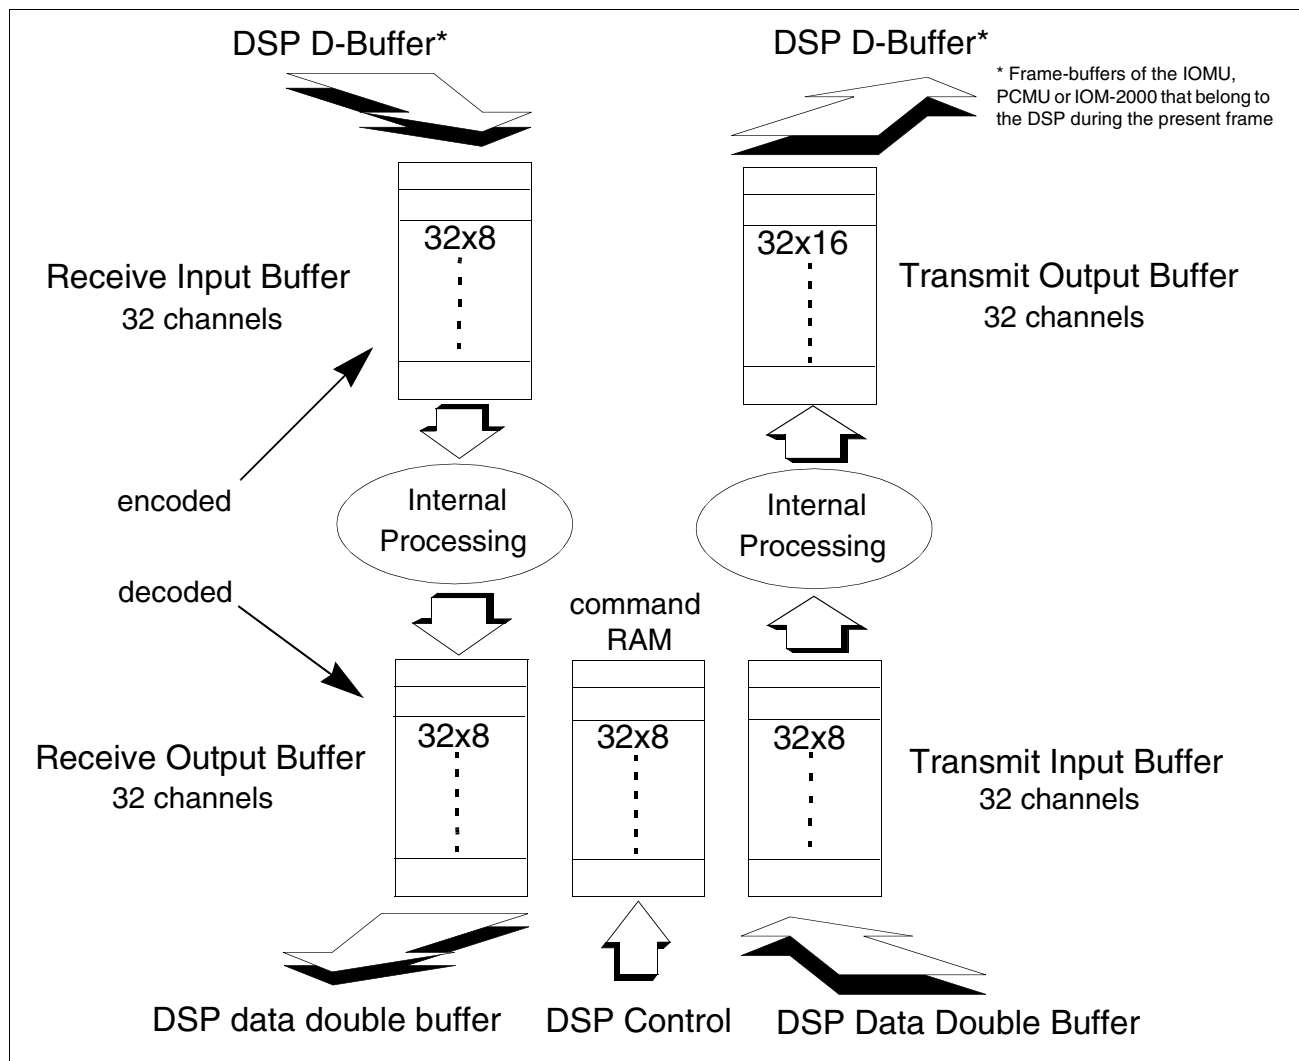 DSP D-Buffer*
DSP D-Buffer*
* Frame-buffers of the IOMU,
PCMU or IOM-2000 that belong to
the DSP during the present frame
32x8
32x16
Receive Input Buffer
32 channels
Transmit Output Buffer
32 channels
encoded
Internal
Processing
Internal
Processing
decoded
command
RAM
32x8
32x8
32x8
Receive Output Buffer
32 channels
Transmit Input Buffer
32 channels
DSP data double buffer
DSP Control
DSP Data Double Buffer